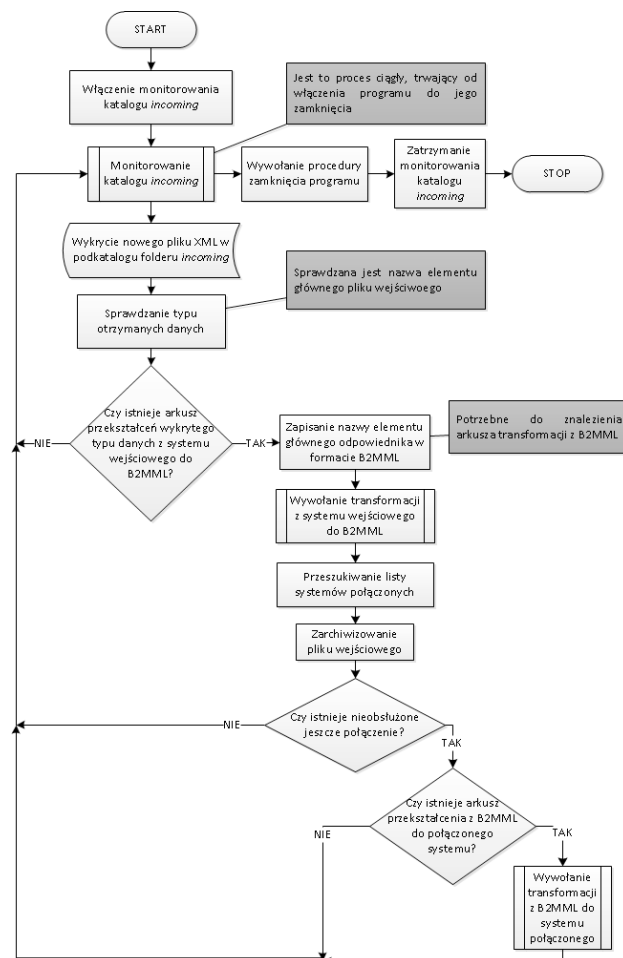 START
Włączenie monitorowania
katalogu incoming
Jest to proces ciągły, trwający od
włączenia programu do jego
zamknięcia
Monitorowanie
katalogu incoming
Wywołanie procedury
zamknięcia programu
Zatrzymanie
monitorowania
katalogu
incoming
STOP
Wykrycie nowego pliku XML w
podkatalogu folderu incoming
Sprawdzana jest nazwa elementu
głównego pliku wejściwoego
Sprawdzanie typu
otrzymanych danych
Czy istnieje arkusz
przekształceń wykrytego
typu danych z systemu
wejściowego do
B2MML?
NIE
TAK
Zapisanie nazwy elementu
głównego odpowiednika w
formacie B2MML
Potrzebne do znalezienia
arkusza transformacji z B2MML
Wywołanie transformacji
z systemu wejściowego
do B2MML
Przeszukiwanie listy
systemów połączonych
Zarchiwizowanie
pliku wejściowego
Czy istnieje nieobsłużone
jeszcze połączenie?
NIE
TAK
Czy istnieje arkusz
przekształcenia z B2MML
do połączonego
systemu?
NIE
TAK
Wywołanie
transformacji
z B2MML do
systemu
połączonego